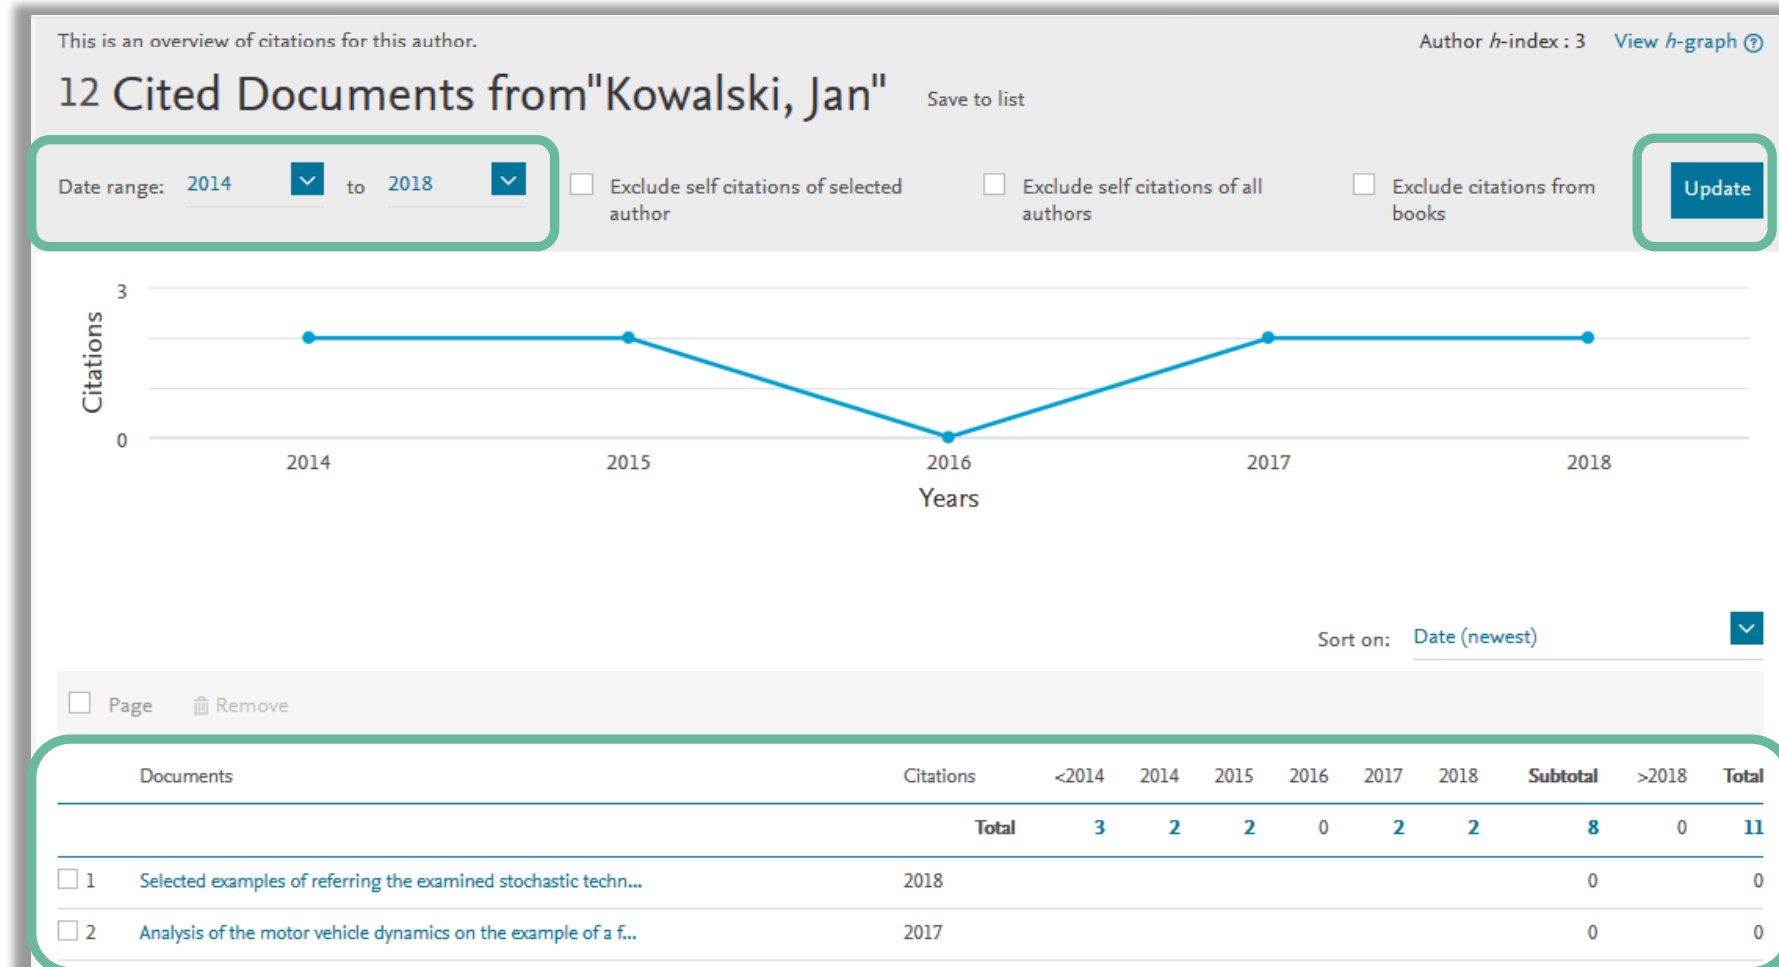 This is an overview of citations for this author.
Author h-index : 3 View h-graph ?
12 Cited Documents from"Kowalski, Jan" Save to list
Date range: 2014 to 2018
Exclude self citations of selected
author
Exclude self citations of all
authors
Exclude citations from
books
Update
3
Citations
0
2014 2015 2016 2017 2018
Years
Sort on: Date (newest)
Page Remove
Documents Citations <2014 2014 2015 2016 2017 2018 Subtotal >2018 Total
Total 3 2 2 0 2 2 8 0 11
1 Selected examples of referring the examined stochastic techn... 2018 0 0
2 Analysis of the motor vehicle dynamics on the example of a f... 2017 0 0